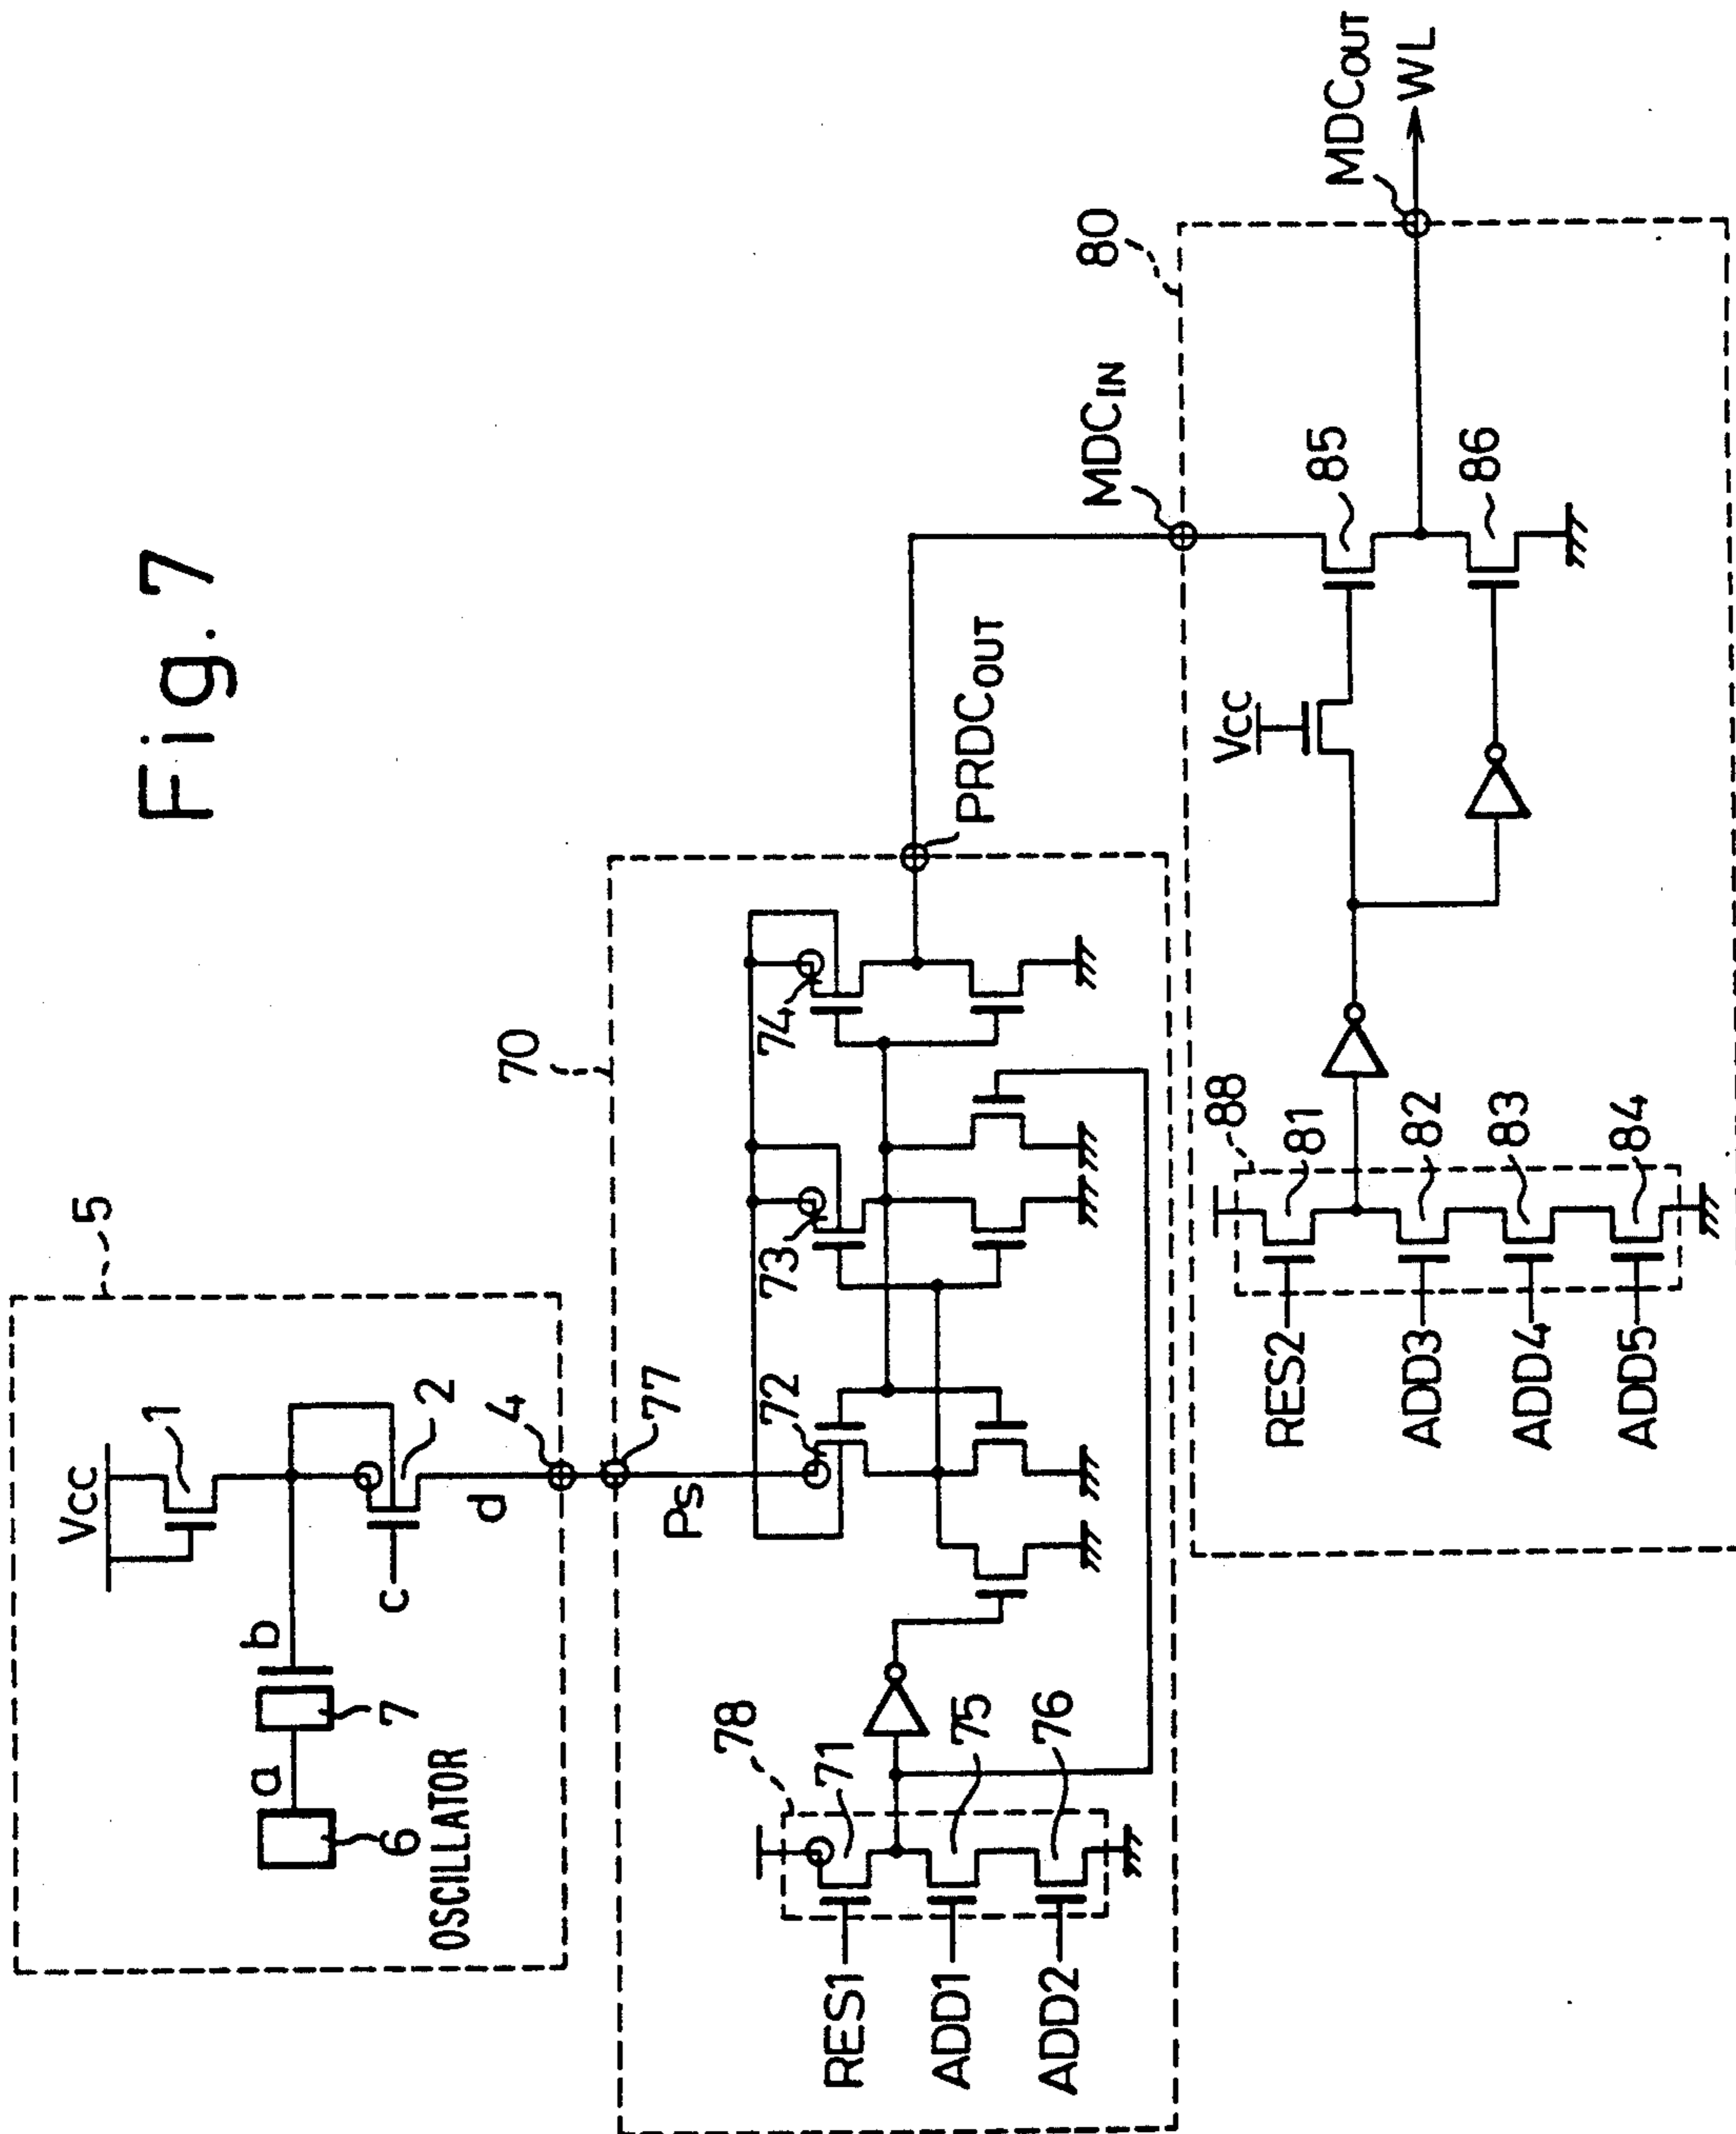 Fig. 7
5
VCC
1
b
a
7
6
OSCILLATOR
2
c
d
4
70
77
Ps
72
73
74
PRDCOUT
78
71
75
76
RES1
ADD1
ADD2
80
MDCIN
MDCOUT
WL
85
86
VCC
88
81
82
83
84
RES2
ADD3
ADD4
ADD5